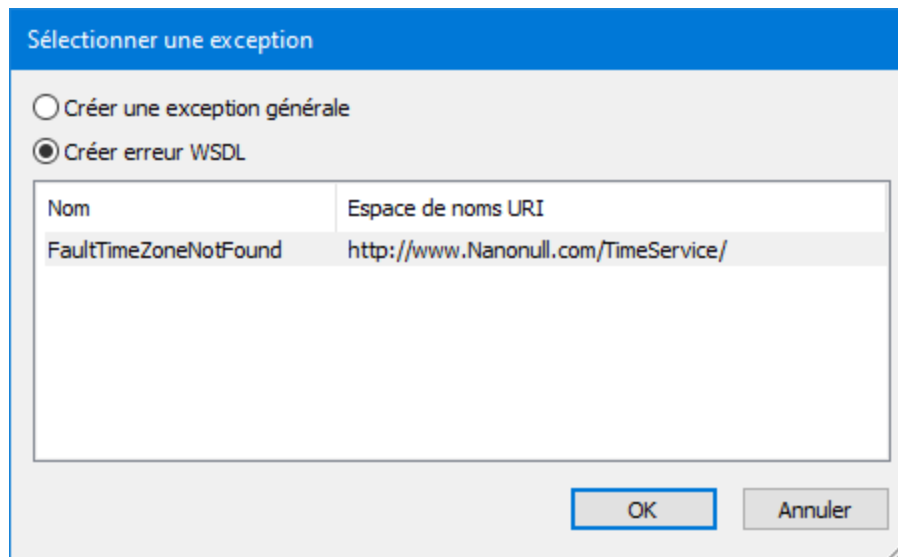 Sélectionner une exception
Créer une exception générale
Créer erreur WSDL
Nom Espace de noms URI
FaultTimeZoneNotFound http://www.Nanonull.com/TimeService/
OK Annuler